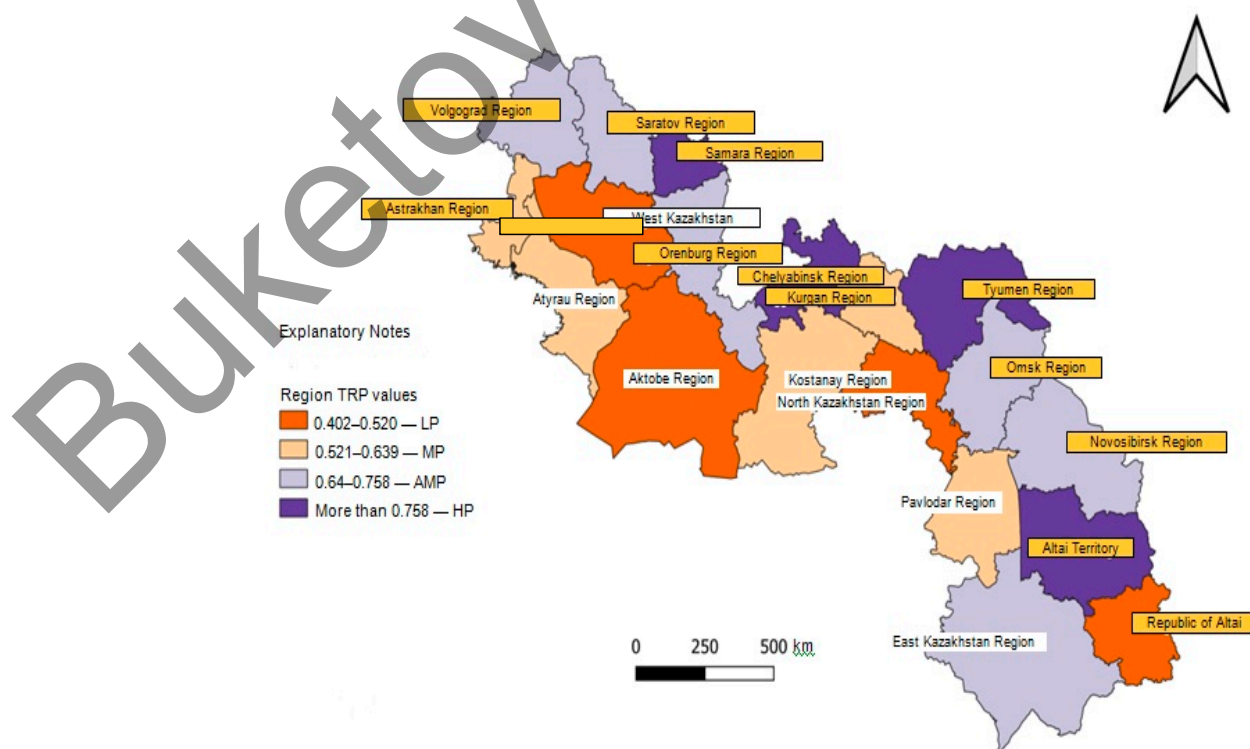 Buketov
Volgograd Region
Saratov Region
Samara Region
Astrakhan Region
West Kazakhstan
Orenburg Region
Chelyabinsk Region
Kurgan Region
Tyumen Region
Atyrau Region
Explanatory Notes
Omsk Region
Aktobe Region
Kostanay Region
North Kazakhstan Region
Region TRP values
0.402–0.520 — LP
0.521–0.639 — MP
0.64–0.758 — AMP
More than 0.758 — HP
Novosibirsk Region
Pavlodar Region
Altai Territory
Republic of Altai
East Kazakhstan Region
0 250 500 km